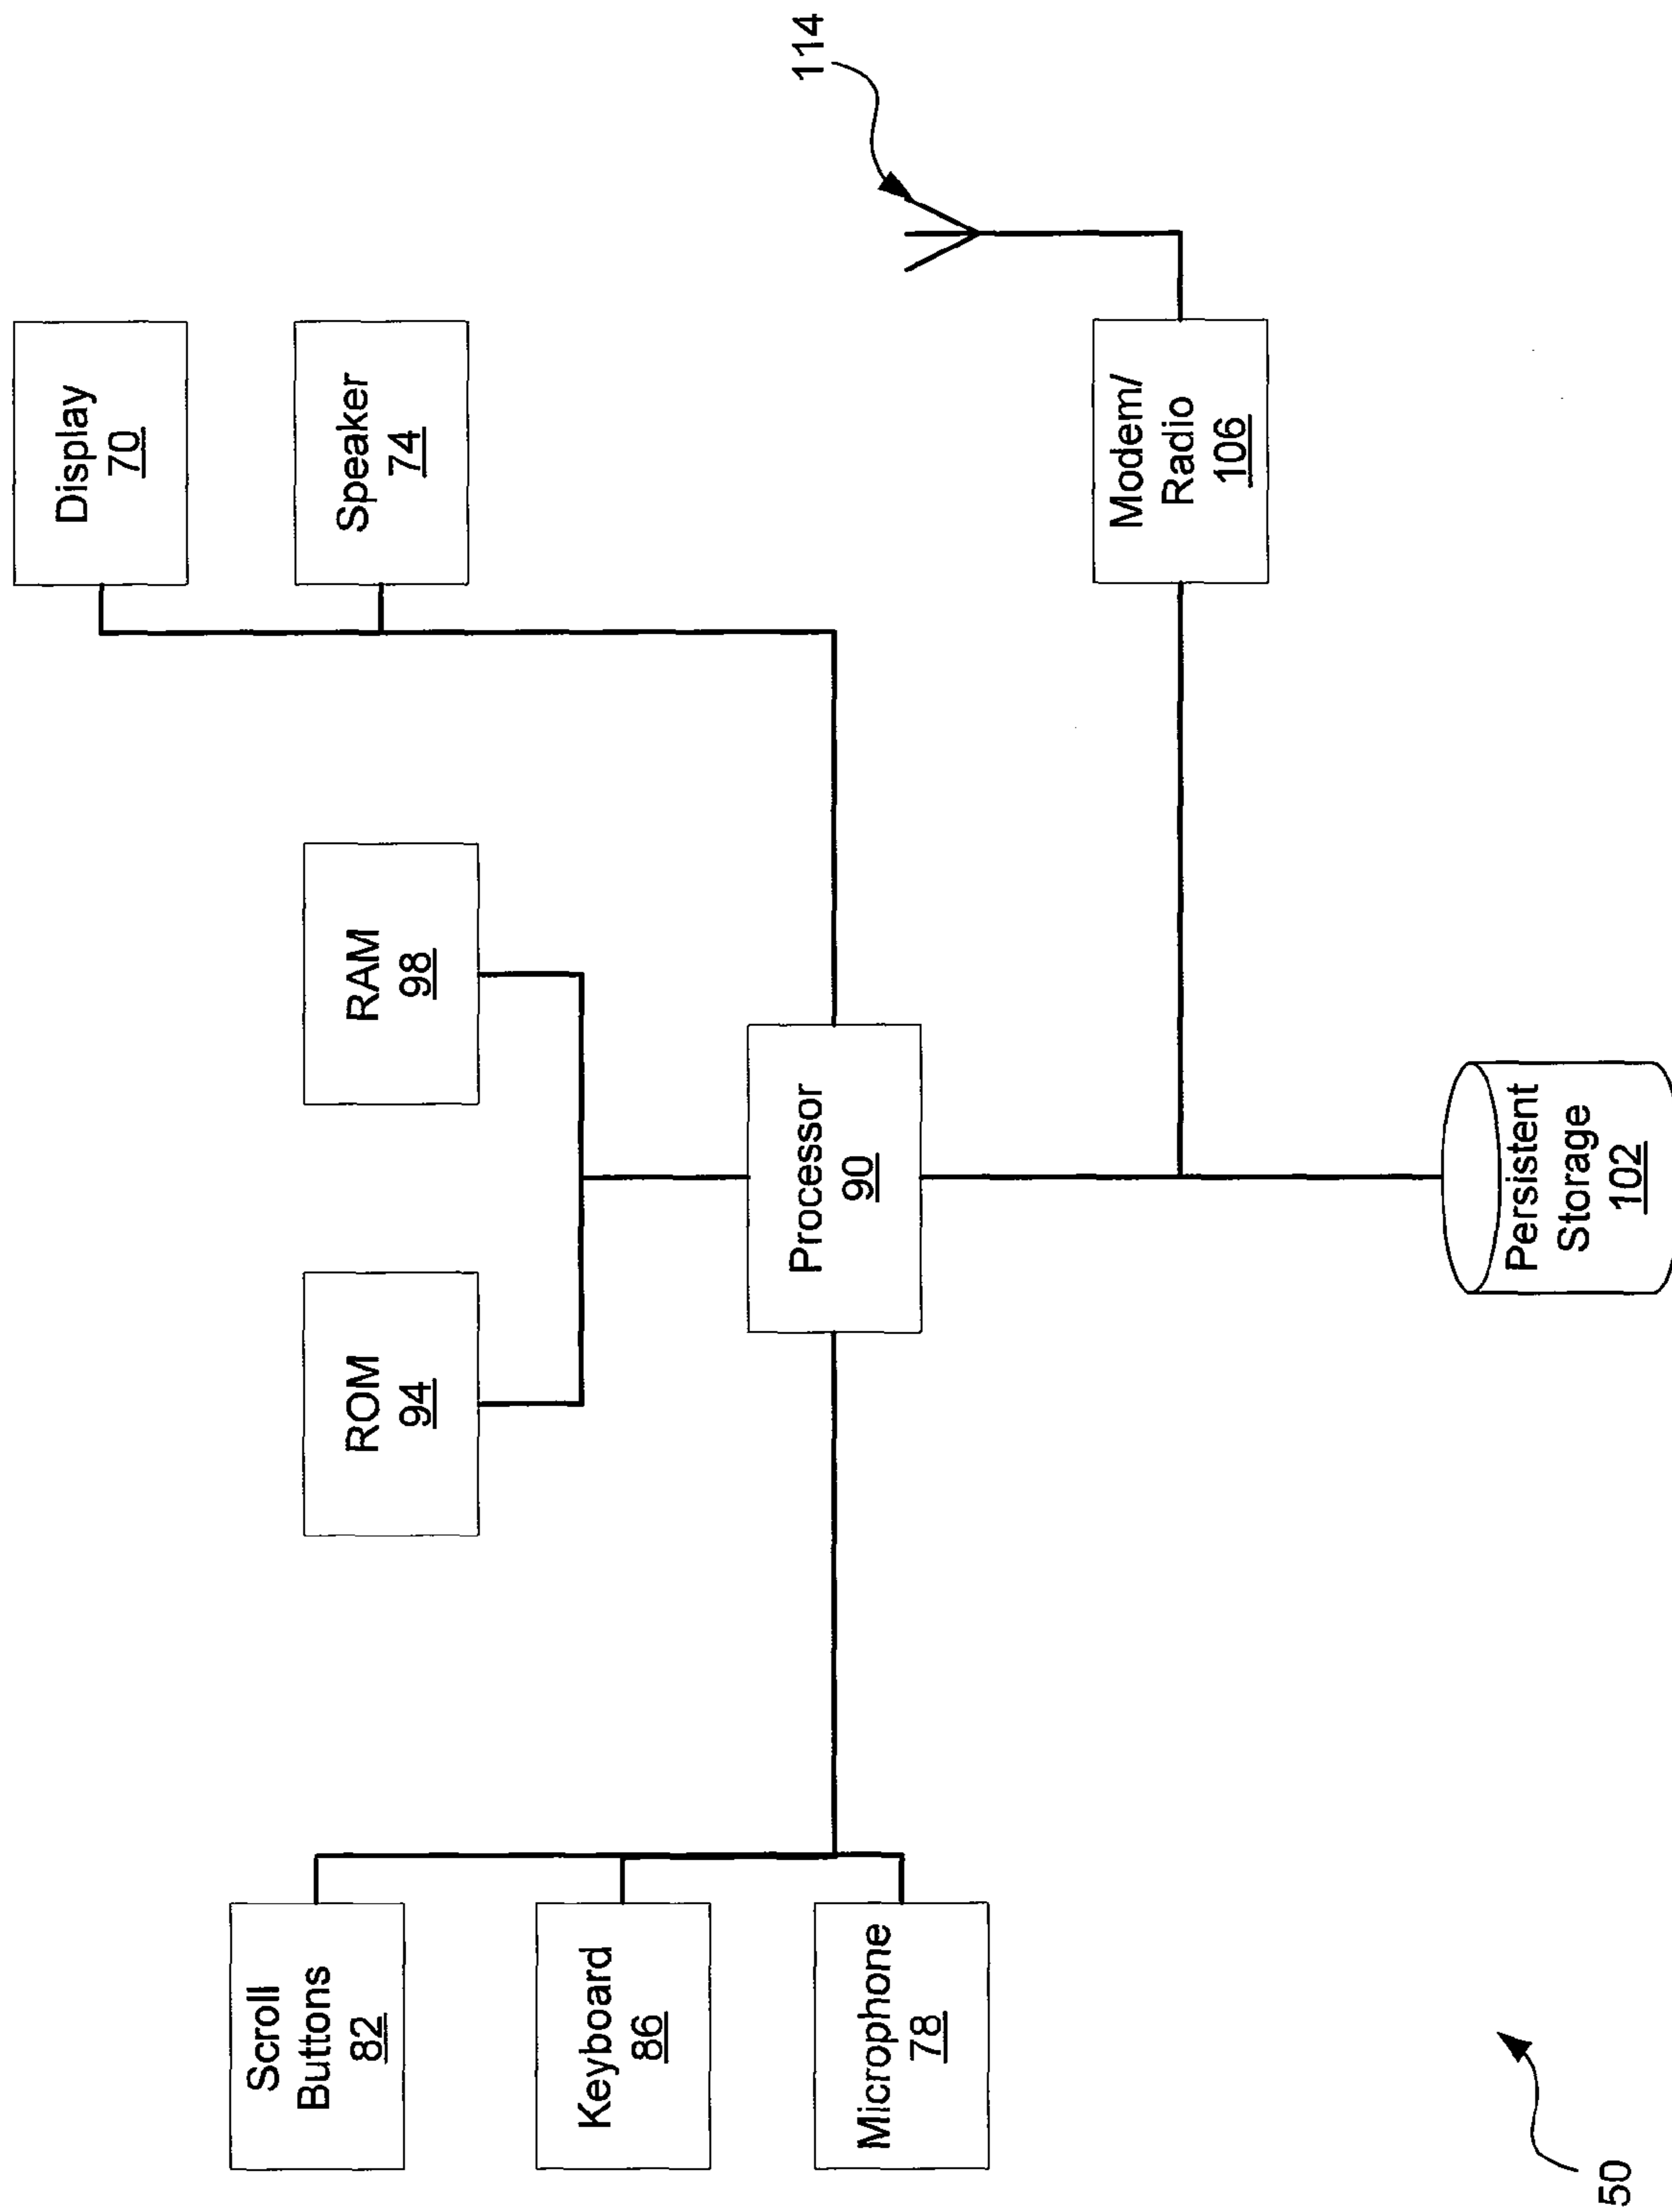 Display
70
Speaker
74
RAM
98
ROM
94
Scroll
Buttons
82
Keyboard
86
Microphone
78
Processor
90
114
Modem/
Radio
106
Persistent
Storage
102
50